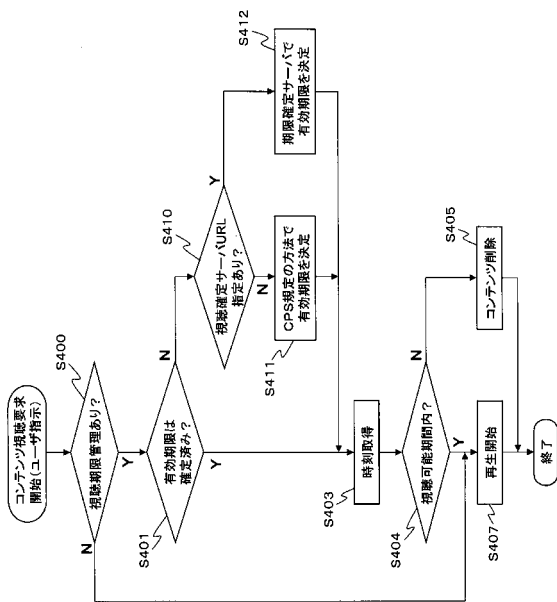 コンテンツ視聴要求
開始(ユーザ指示)
S400
視聴期限管理あり?
N
Y
S401
有効期限は
確定済み?
N
Y
S410
視聴確定サーバURL
指定あり?
Y
N
S411
CPS規定の方法で
有効期限を決定
S412
期限確定サーバで
有効期限を決定
S403
時刻取得
S404
視聴可能期間内?
N
Y
S405
コンテンツ削除
S407
再生開始
終了